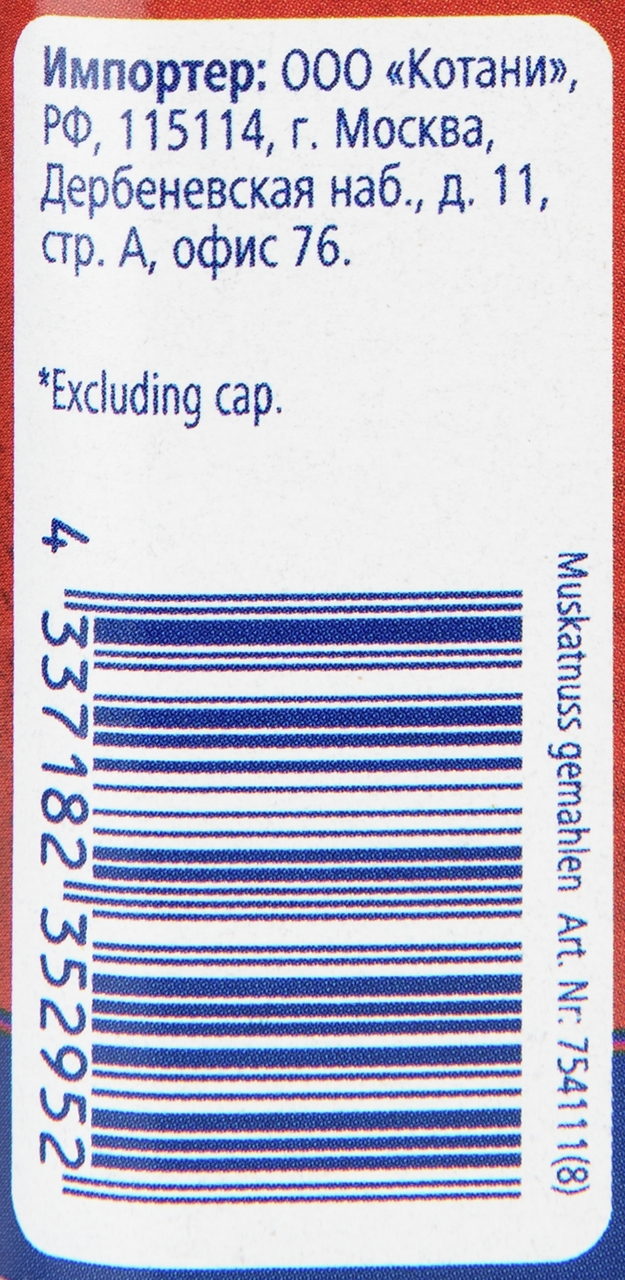 Импортер: ООО «Котани»,
РФ, 115114, г. Москва,
Дербеневская наб., д. 11,
стр. А, офис 76.
*Excluding cap.
4 337182 352952
Muskatnuss gemahlen Art. Nr: 754111(8)